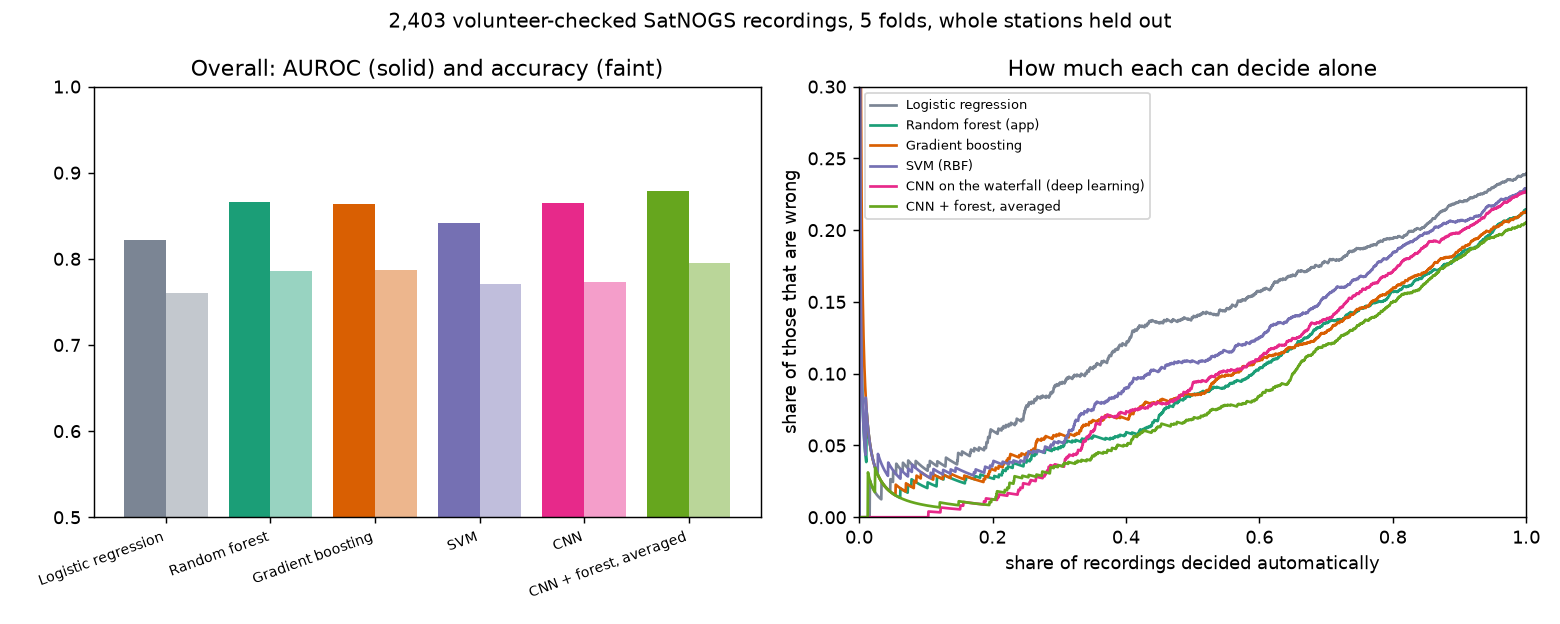 2,403 volunteer-checked SatNOGS recordings, 5 folds, whole stations held out
Overall: AUROC (solid) and accuracy (faint)
1.0
0.9
0.8
0.7
0.6
0.5
Logistic regression
Random forest
Gradient boosting
SVM
CNN
CNN + forest, averaged
How much each can decide alone
share of those that are wrong
0.30
0.25
0.20
0.15
0.10
0.05
0.00
Logistic regression
Random forest (app)
Gradient boosting
SVM (RBF)
CNN on the waterfall (deep learning)
CNN + forest, averaged
0.0 0.2 0.4 0.6 0.8 1.0
share of recordings decided automatically